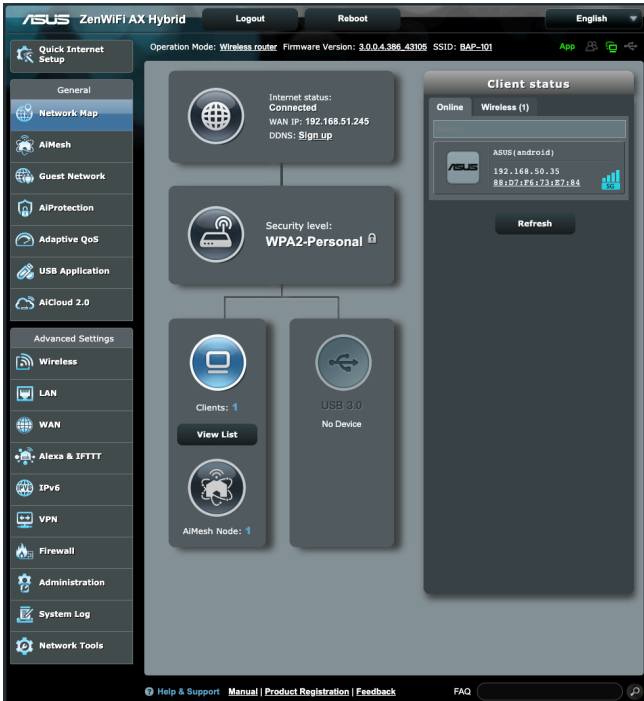 ASUS ZenWiFi AX Hybrid
Logout
Reboot
English
Quick Internet
Setup
Operation Mode: Wireless router Firmware Version: 3.0.0.4.386_43105 SSID: BAP-101
App
General
Network Map
AiMesh
Guest Network
AiProtection
Adaptive QoS
USB Application
AiCloud 2.0
Advanced Settings
Wireless
LAN
WAN
Alexa & IFTTT
IPv6
VPN
Firewall
Administration
System Log
Network Tools
Internet status:
Connected
WAN IP: 192.168.51.245
DDNS: Sign up
Security level:
WPA2-Personal
Clients: 1
View List
AiMesh Node: 1
USB 3.0
No Device
Client status
Online Wireless (1)
ASUS
ASUS(android)
192.168.50.35
88:D7:F6:73:E7:84
5G
Refresh
Help & Support Manual | Product Registration | Feedback
FAQ